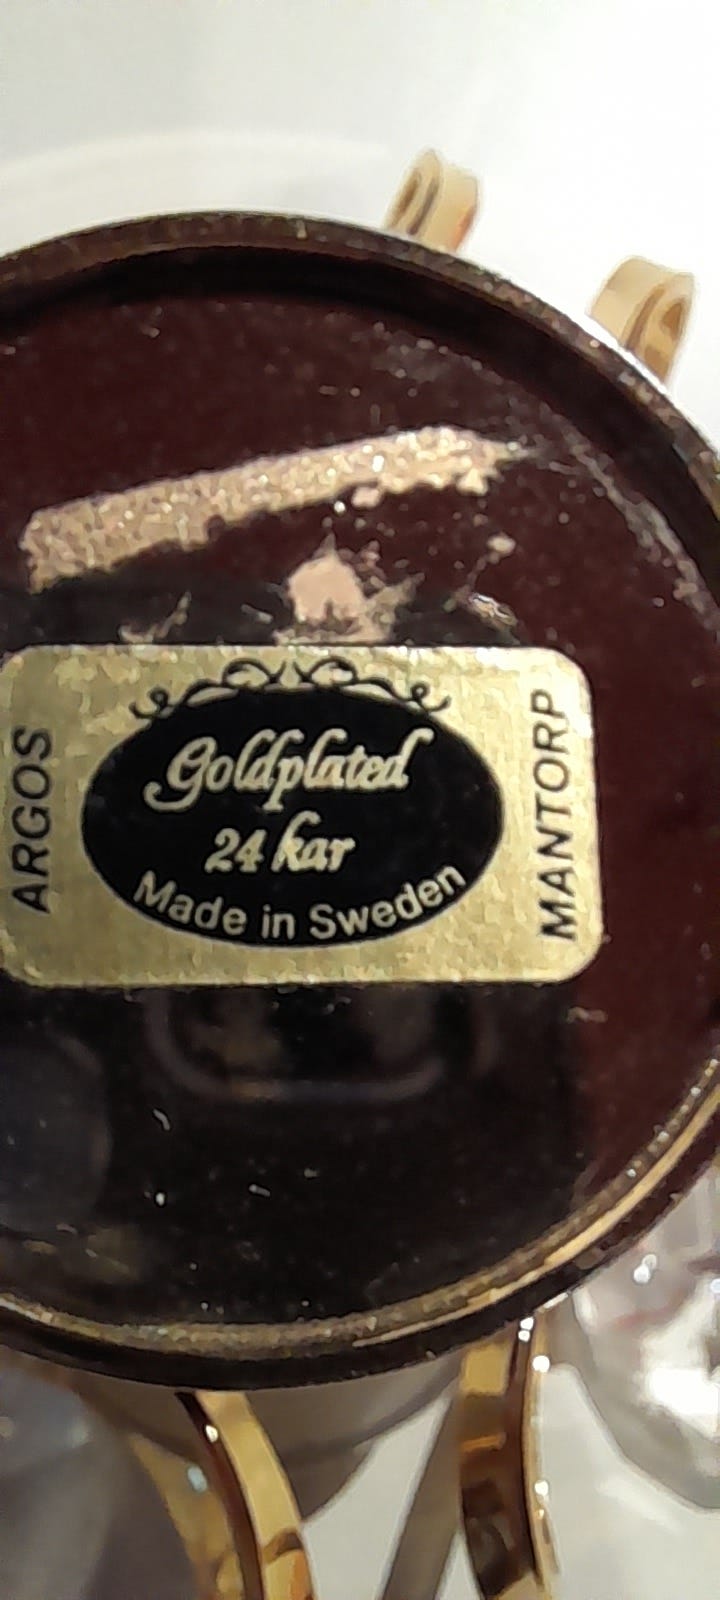 ARGOS
Goldplated
24 kar
Made in Sweden
MANTORP